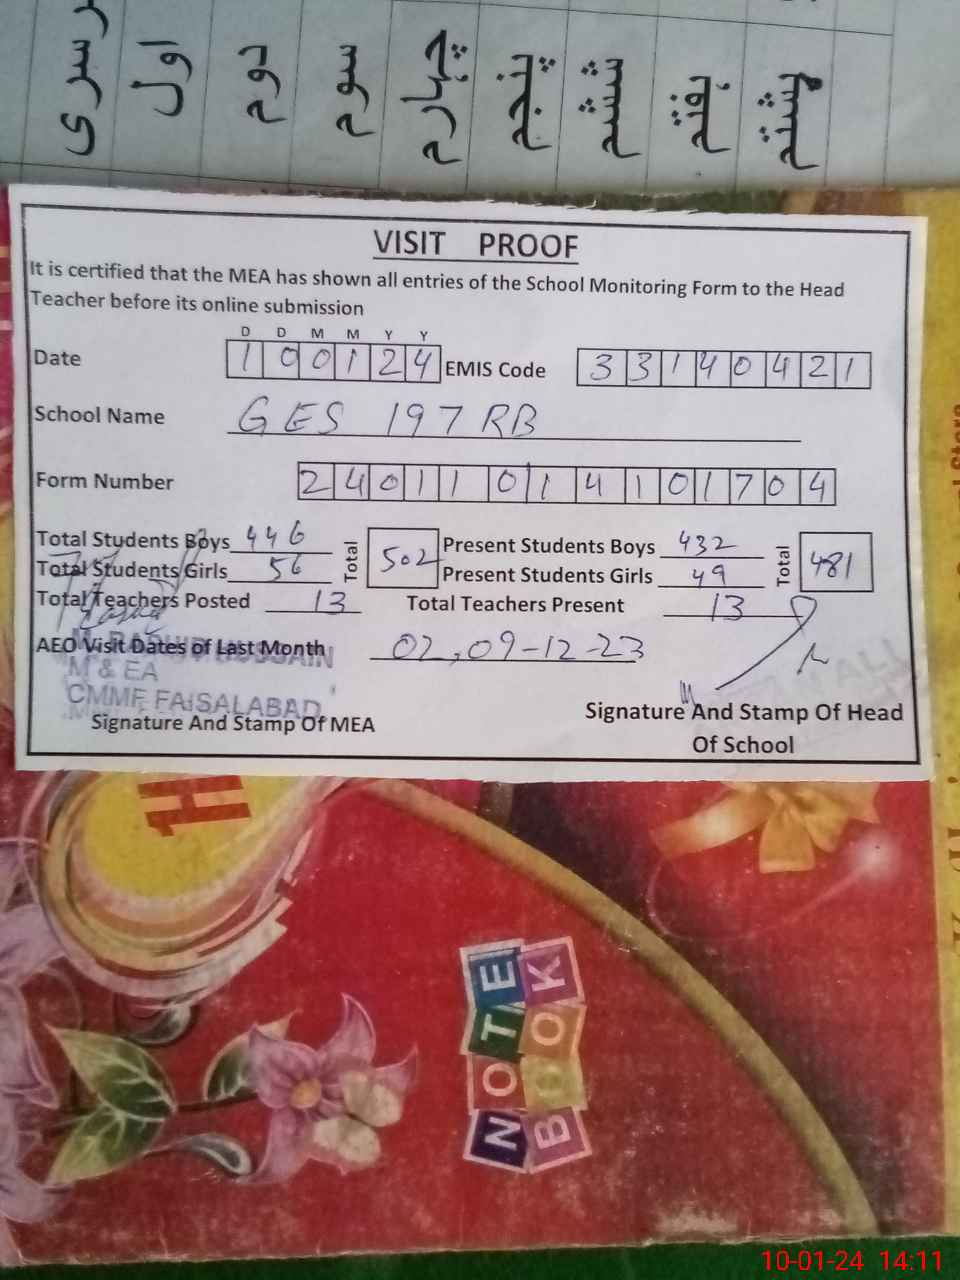 نرسری اول دوم سوم چہارم پنجم ششم ہفتم ہشتم
VISIT PROOF
It is certified that the MEA has shown all entries of the School Monitoring Form to the Head
Teacher before its online submission
D D M M Y Y
Date 1 0 0 1 2 4 EMIS Code 3 3 1 4 0 4 2 1
School Name GES 197 RB
Form Number 2 4 0 1 1 0 1 4 1 0 1 7 0 4
Total Students Boys 446 Total 502 Present Students Boys 432 Total 481
Total Students Girls 56 Present Students Girls 49
Total Teachers Posted 13 Total Teachers Present 13
AEO Visit Dates of Last Month 02, 09-12-23
M. RASHID HUSSAIN
M & EA
CMMF FAISALABAD
Signature And Stamp Of MEA
Signature And Stamp Of Head
Of School
NOTE
BOOK
10-01-24 14:11